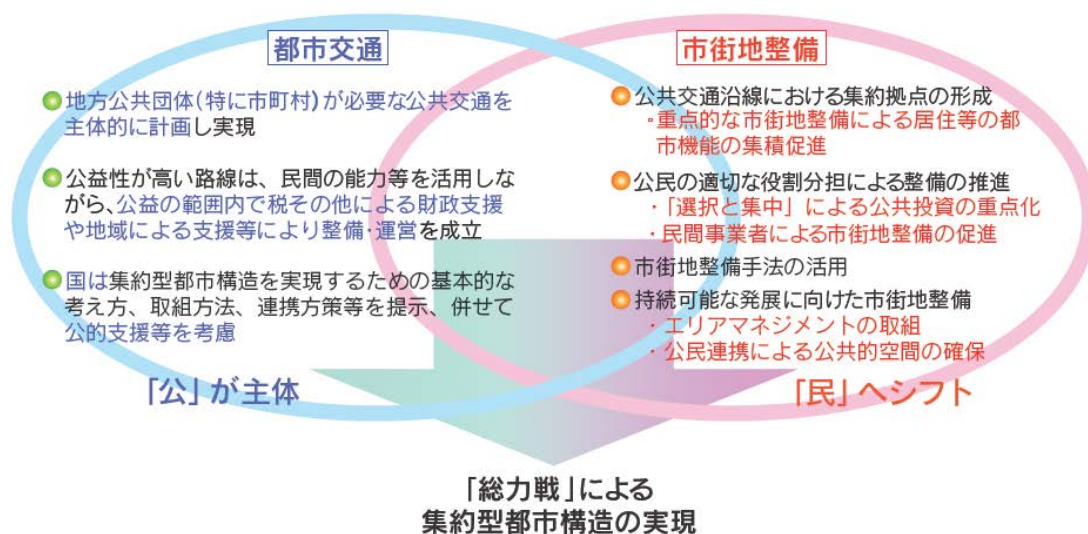 都市交通
●地方公共団体(特に市町村)が必要な公共交通を
主体的に計画し実現
●公益性が高い路線は、民間の能力等を活用しな
がら、公益の範囲内で税その他による財政支援
や地域による支援等により整備・運営を成立
●国は集約型都市構造を実現するための基本的な
考え方、取組方法、連携方策等を提示、併せて
公的支援等を考慮
「公」が主体
市街地整備
●公共交通沿線における集約拠点の形成
・重点的な市街地整備による居住等の都
市機能の集積促進
●公民の適切な役割分担による整備の推進
・「選択と集中」による公共投資の重点化
・民間事業者による市街地整備の促進
●市街地整備手法の活用
●持続可能な発展に向けた市街地整備
・エリアマネジメントの取組
・公民連携による公共的空間の確保
「民」へシフト
「総力戦」による
集約型都市構造の実現